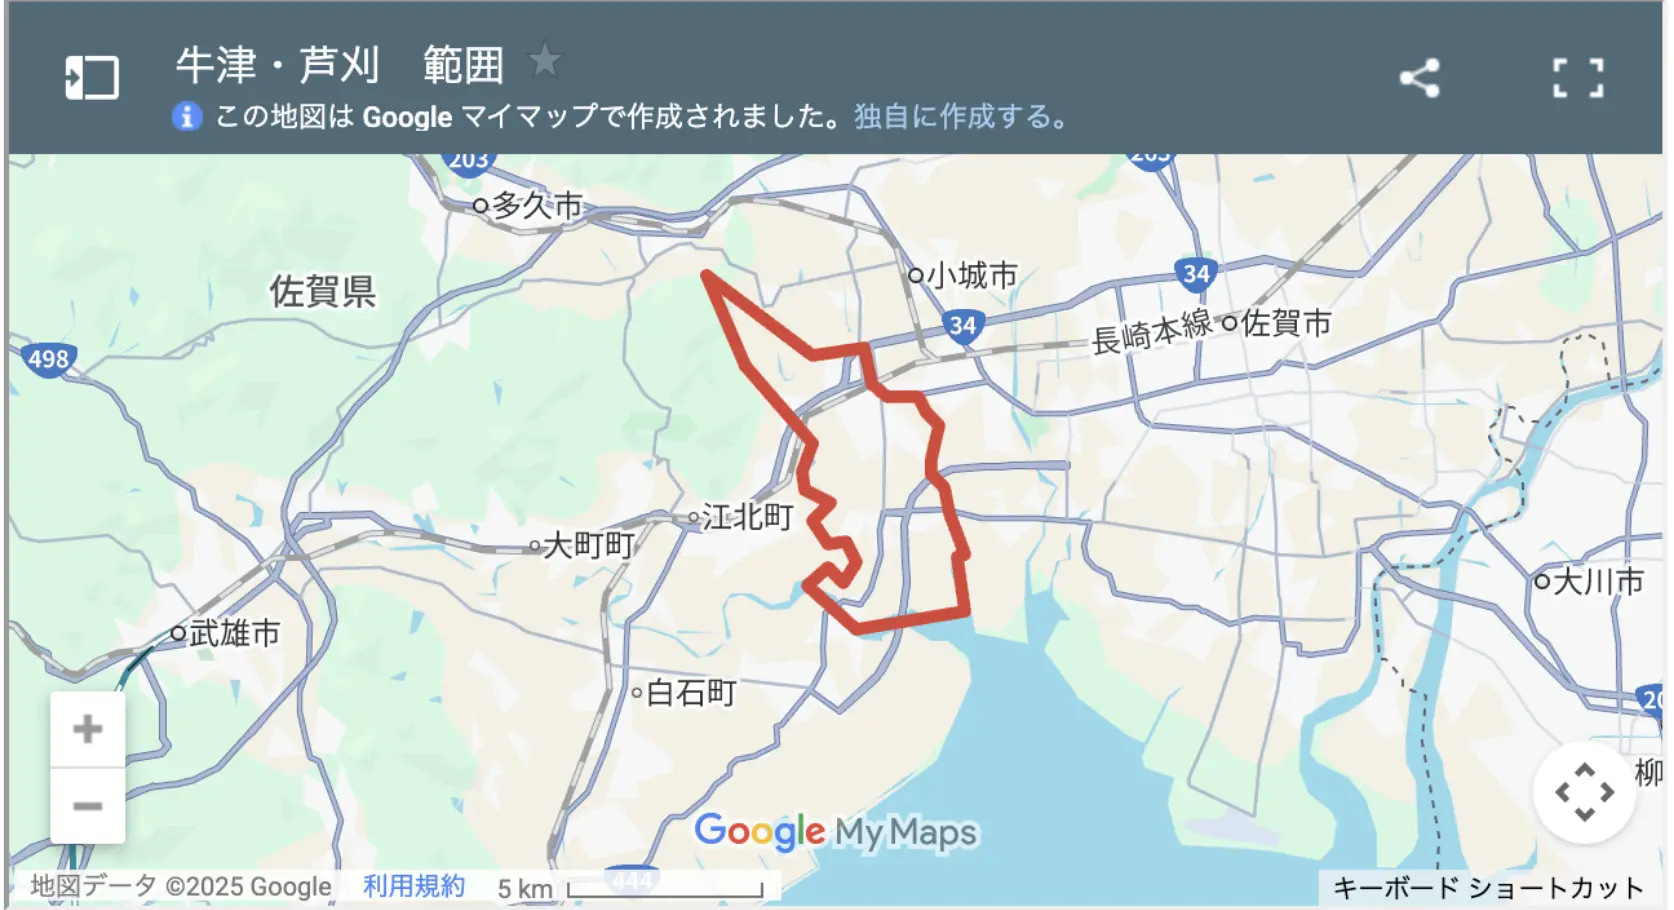 牛津・芦刈　範囲
この地図は Google マイマップで作成されました。独自に作成する。
203
203
多久市
佐賀県
小城市
34
34
長崎本線
佐賀市
498
江北町
大町町
大川市
武雄市
白石町
20
柳
Google My Maps
地図データ ©2025 Google
利用規約
5 km
444
キーボード ショートカット